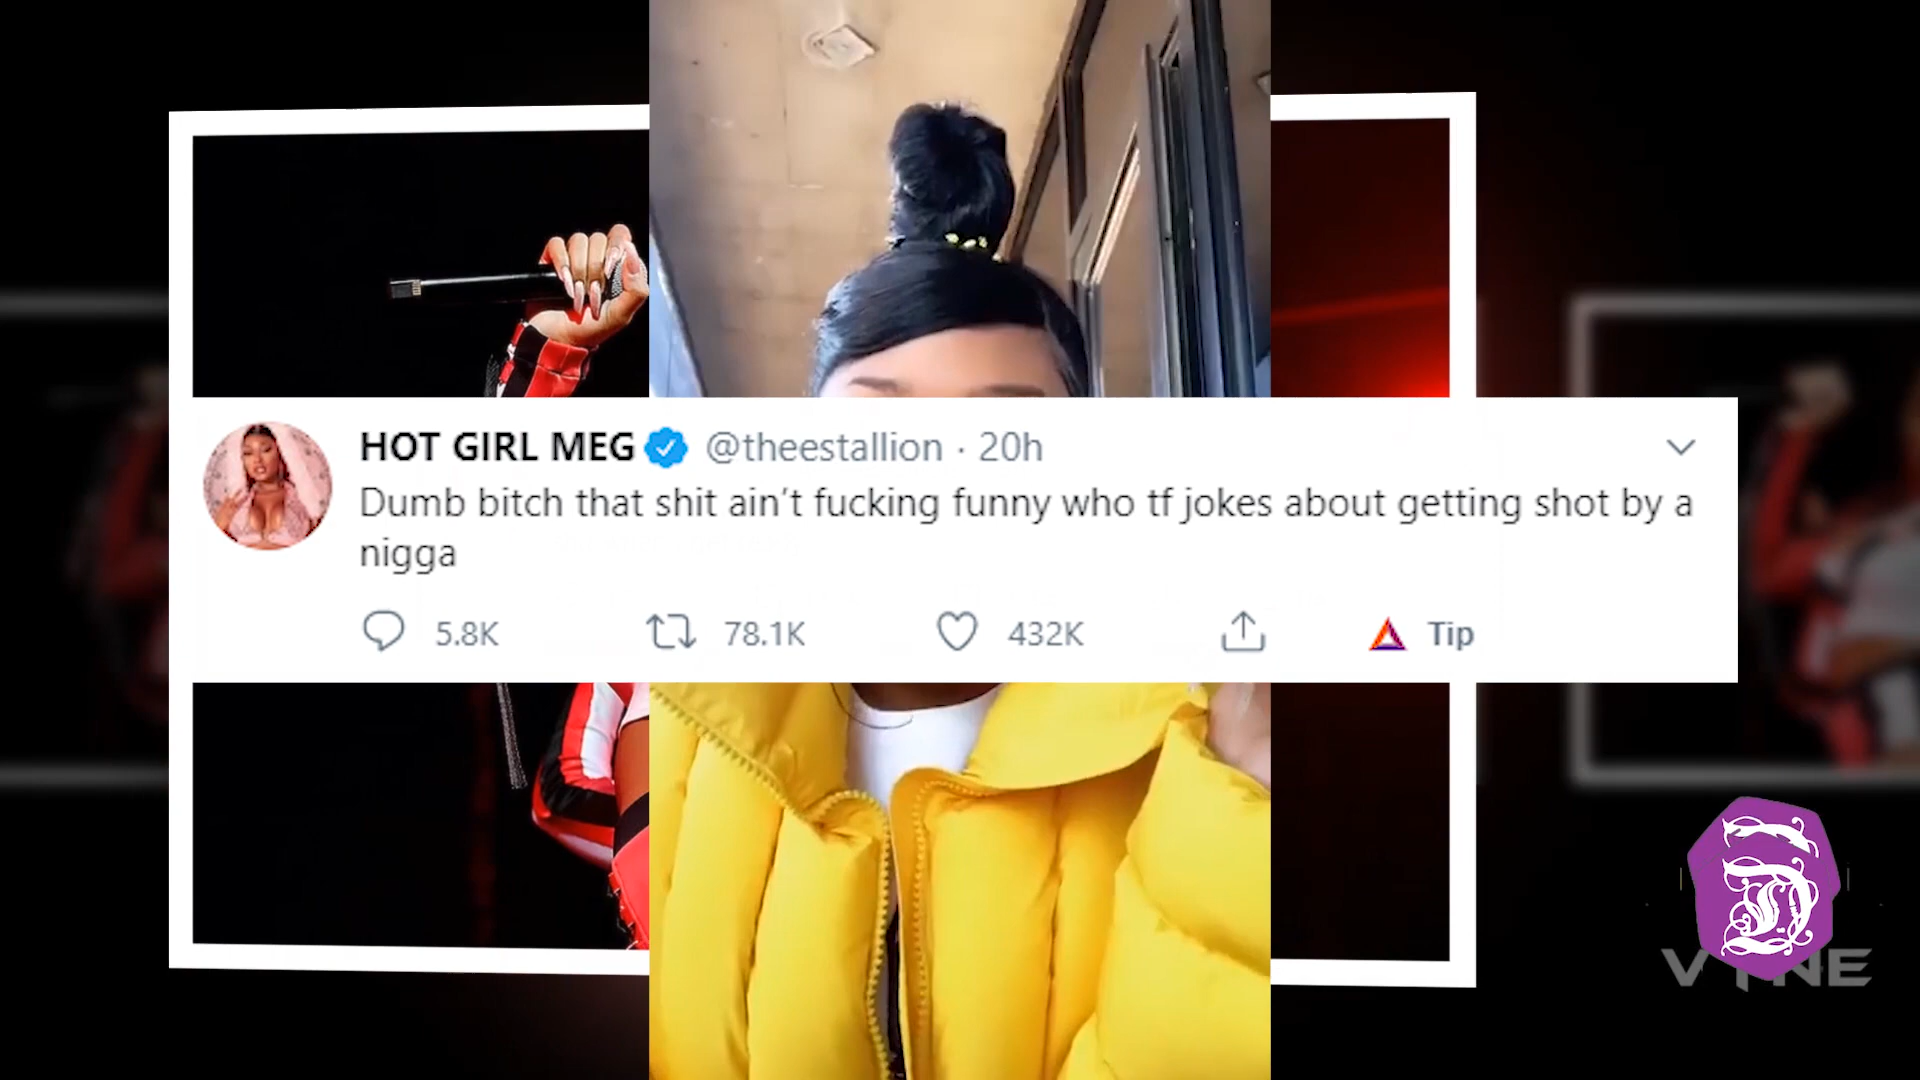 HOT GIRL MEG @theestallion · 20h
Dumb bitch that shit ain't fucking funny who tf jokes about getting shot by a
nigga
5.8K 78.1K 432K Tip